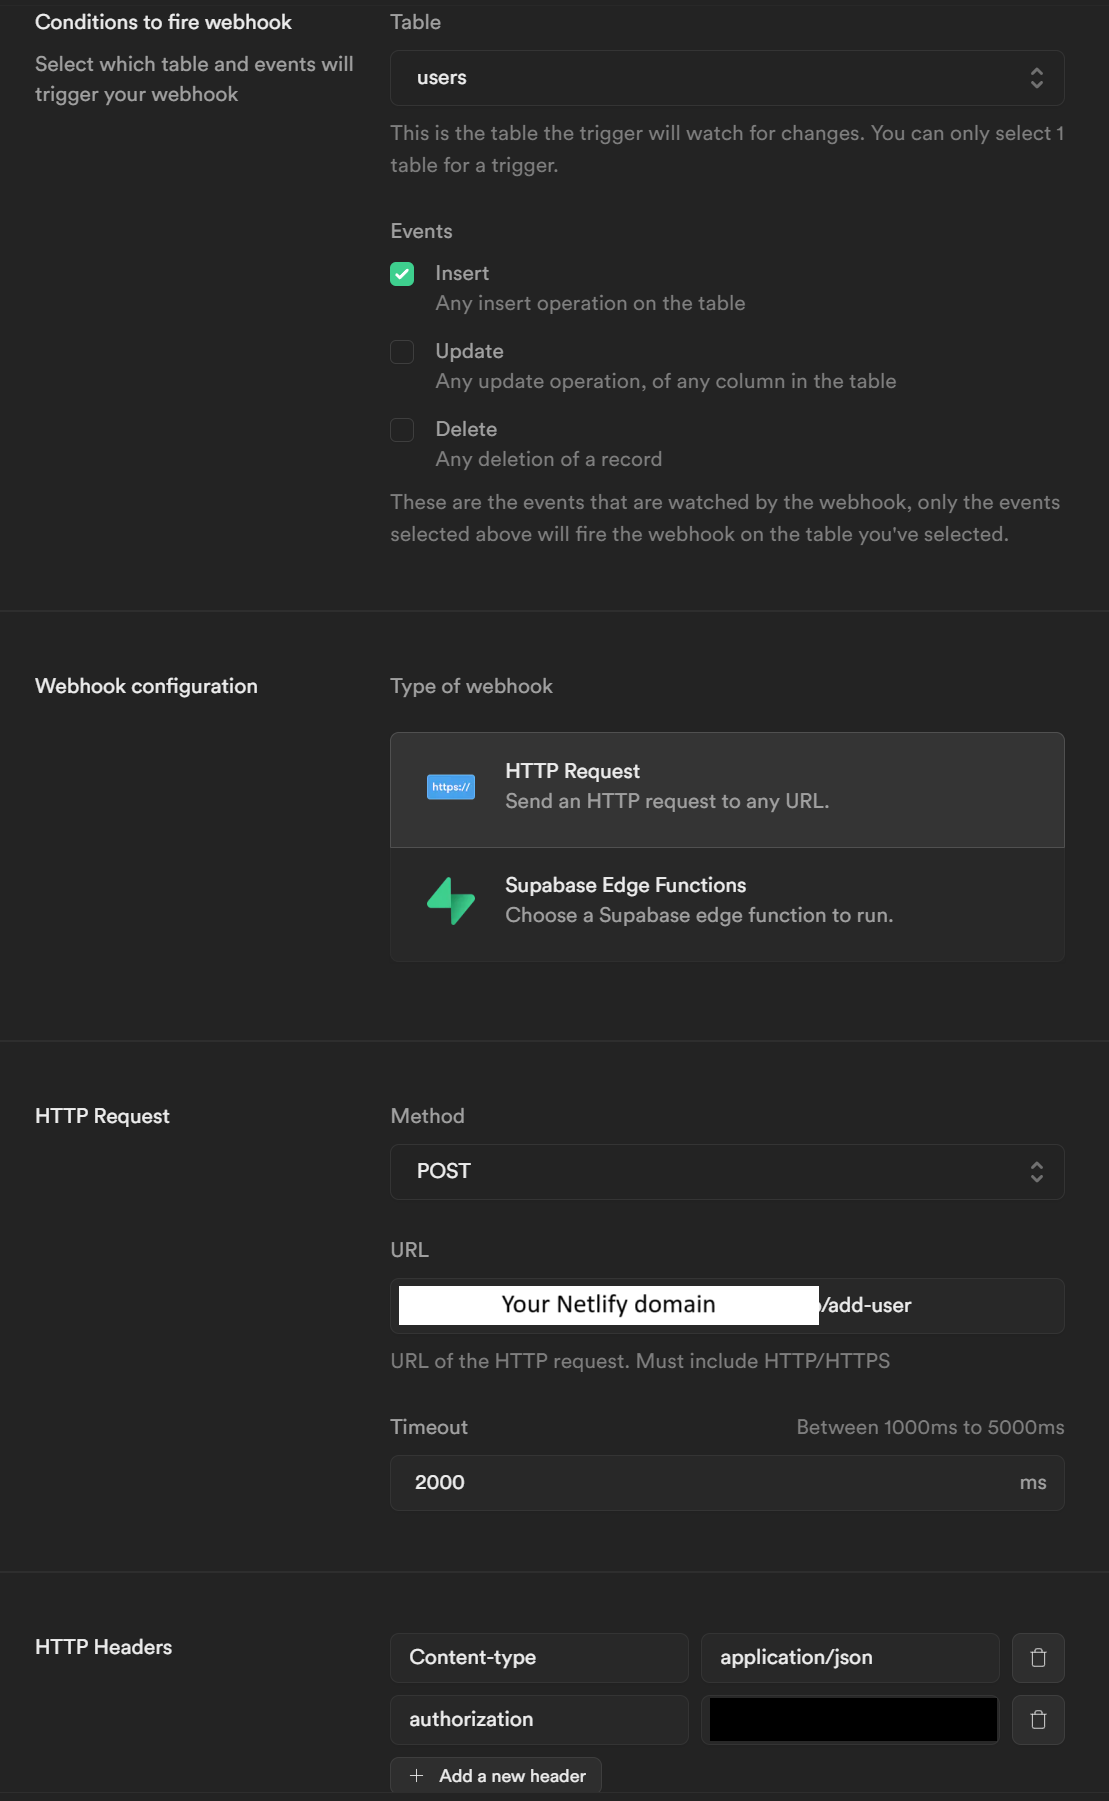 Conditions to fire webhook
Select which table and events will
trigger your webhook
Table
users
This is the table the trigger will watch for changes. You can only select 1
table for a trigger.
Events
Insert
Any insert operation on the table
Update
Any update operation, of any column in the table
Delete
Any deletion of a record
These are the events that are watched by the webhook, only the events
selected above will fire the webhook on the table you've selected.
Webhook configuration
Type of webhook
https://
HTTP Request
Send an HTTP request to any URL.
Supabase Edge Functions
Choose a Supabase edge function to run.
HTTP Request
Method
POST
URL
Your Netlify domain /add-user
URL of the HTTP request. Must include HTTP/HTTPS
Timeout
Between 1000ms to 5000ms
2000
ms
HTTP Headers
Content-type
application/json
authorization
Add a new header